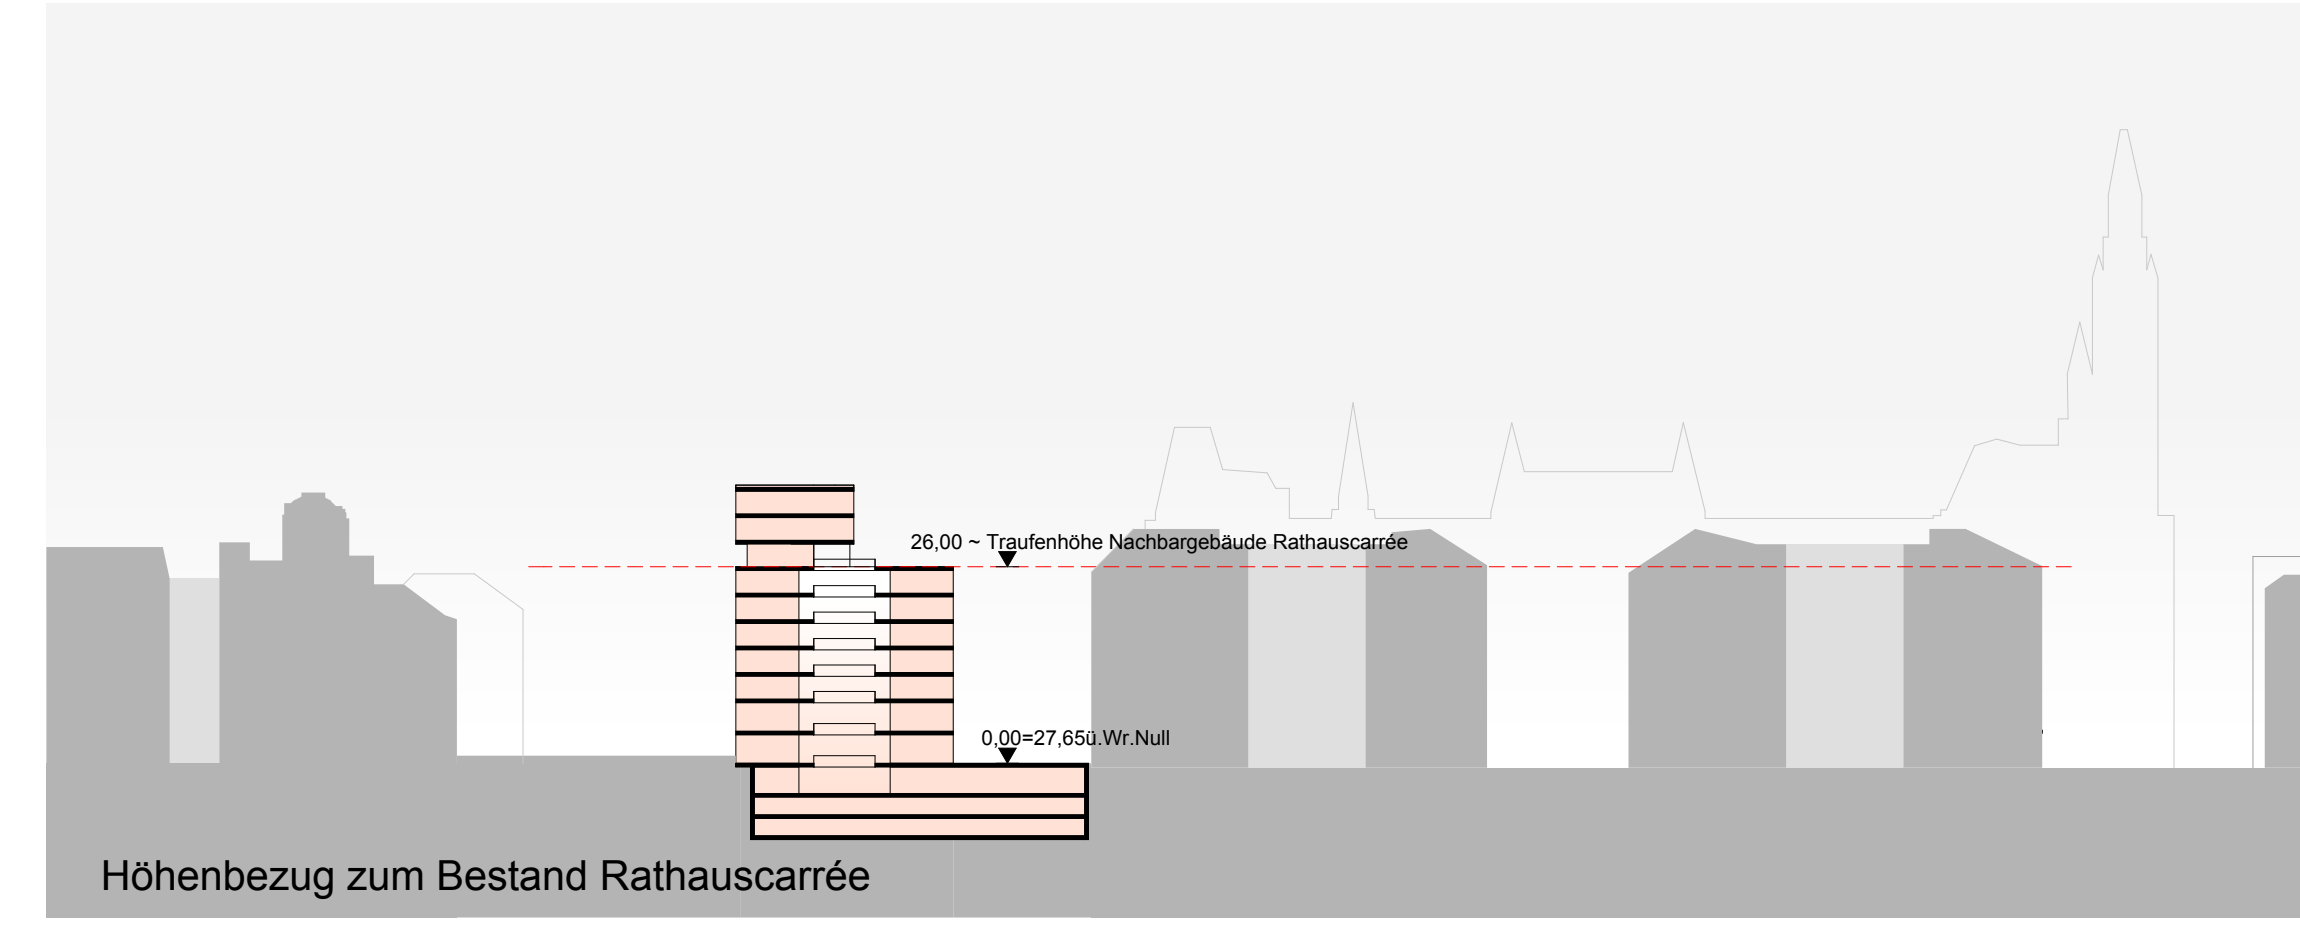 26,00 ~ Traufenhöhe Nachbargebäude Rathauscarrée
0,00=27,65ü.Wr.Null
Höhenbezug zum Bestand Rathauscarrée